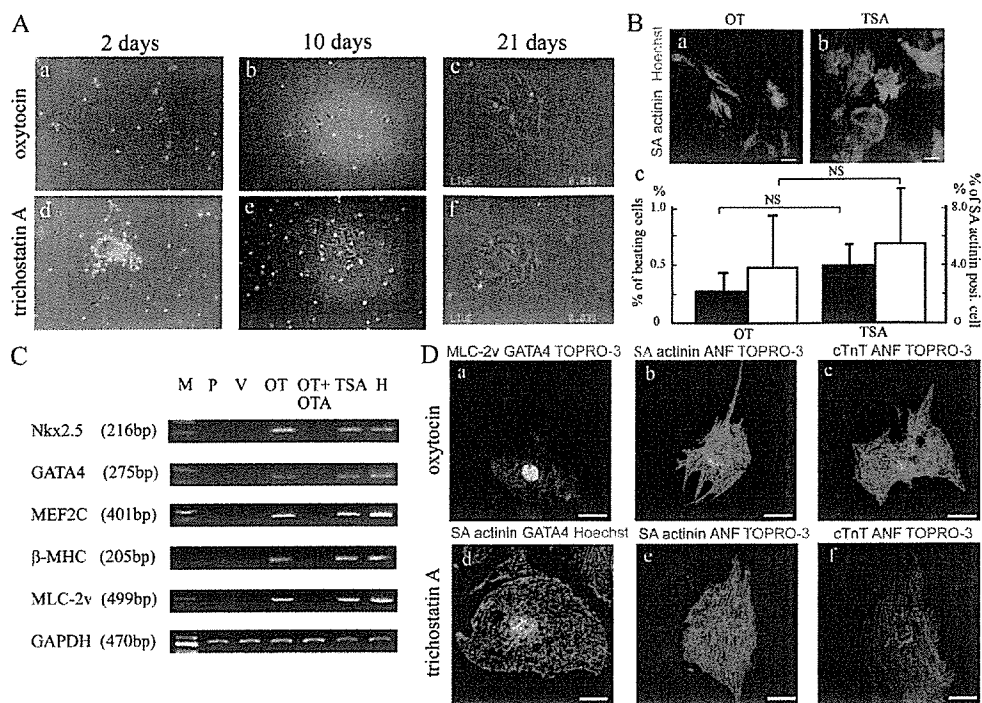 A
2 days 10 days 21 days
oxytocin
a b c
trichostatin A
d e f
B
OT TSA
SA actinin Hoechst
a b
c
NS
NS
%
1.0
0.5
0
% of beating cells
%
8.0
4.0
0
% of SA actinin posi. cell
OT TSA
C
M P V OT OT+OTA TSA H
Nkx2.5 (216bp)
GATA4 (275bp)
MEF2C (401bp)
β-MHC (205bp)
MLC-2v (499bp)
GAPDH (470bp)
D
MLC-2v GATA4 TOPRO-3 SA actinin ANF TOPRO-3 cTnT ANF TOPRO-3
oxytocin
a b c
SA actinin GATA4 Hoechst SA actinin ANF TOPRO-3 cTnT ANF TOPRO-3
trichostatin A
d e f